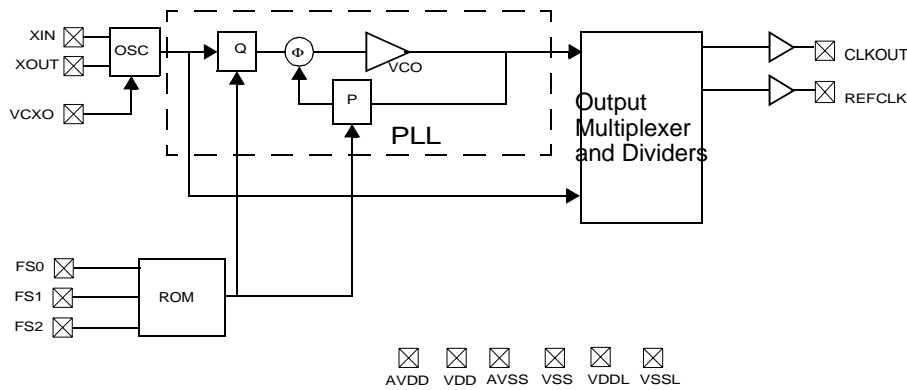 XIN
XOUT
VCXO
OSC
Q
Φ
VCO
P
PLL
Output
Multiplexer
and Dividers
CLKOUT
REFCLK
FS0
FS1
FS2
ROM
AVDD VDD AVSS VSS VDDL VSSL